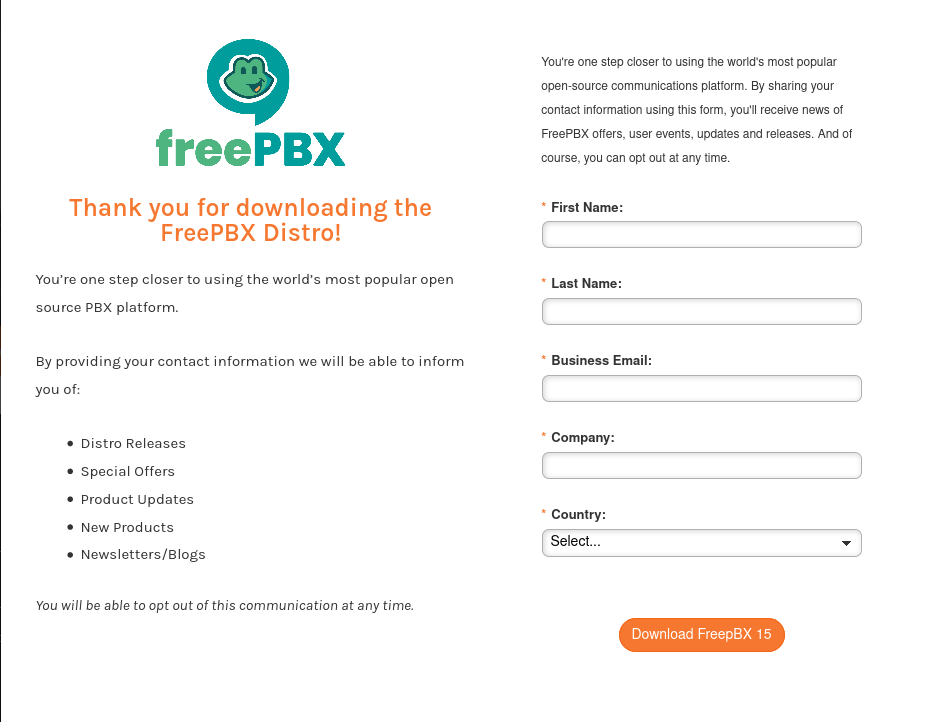 freePBX
Thank you for downloading the
FreePBX Distro!
You're one step closer to using the world's most popular open
source PBX platform.
By providing your contact information we will be able to inform
you of:
• Distro Releases
• Special Offers
• Product Updates
• New Products
• Newsletters/Blogs
You will be able to opt out of this communication at any time.
You're one step closer to using the world's most popular
open-source communications platform. By sharing your
contact information using this form, you'll receive news of
FreePBX offers, user events, updates and releases. And of
course, you can opt out at any time.
* First Name:
* Last Name:
* Business Email:
* Company:
* Country:
Select...
Download FreepBX 15